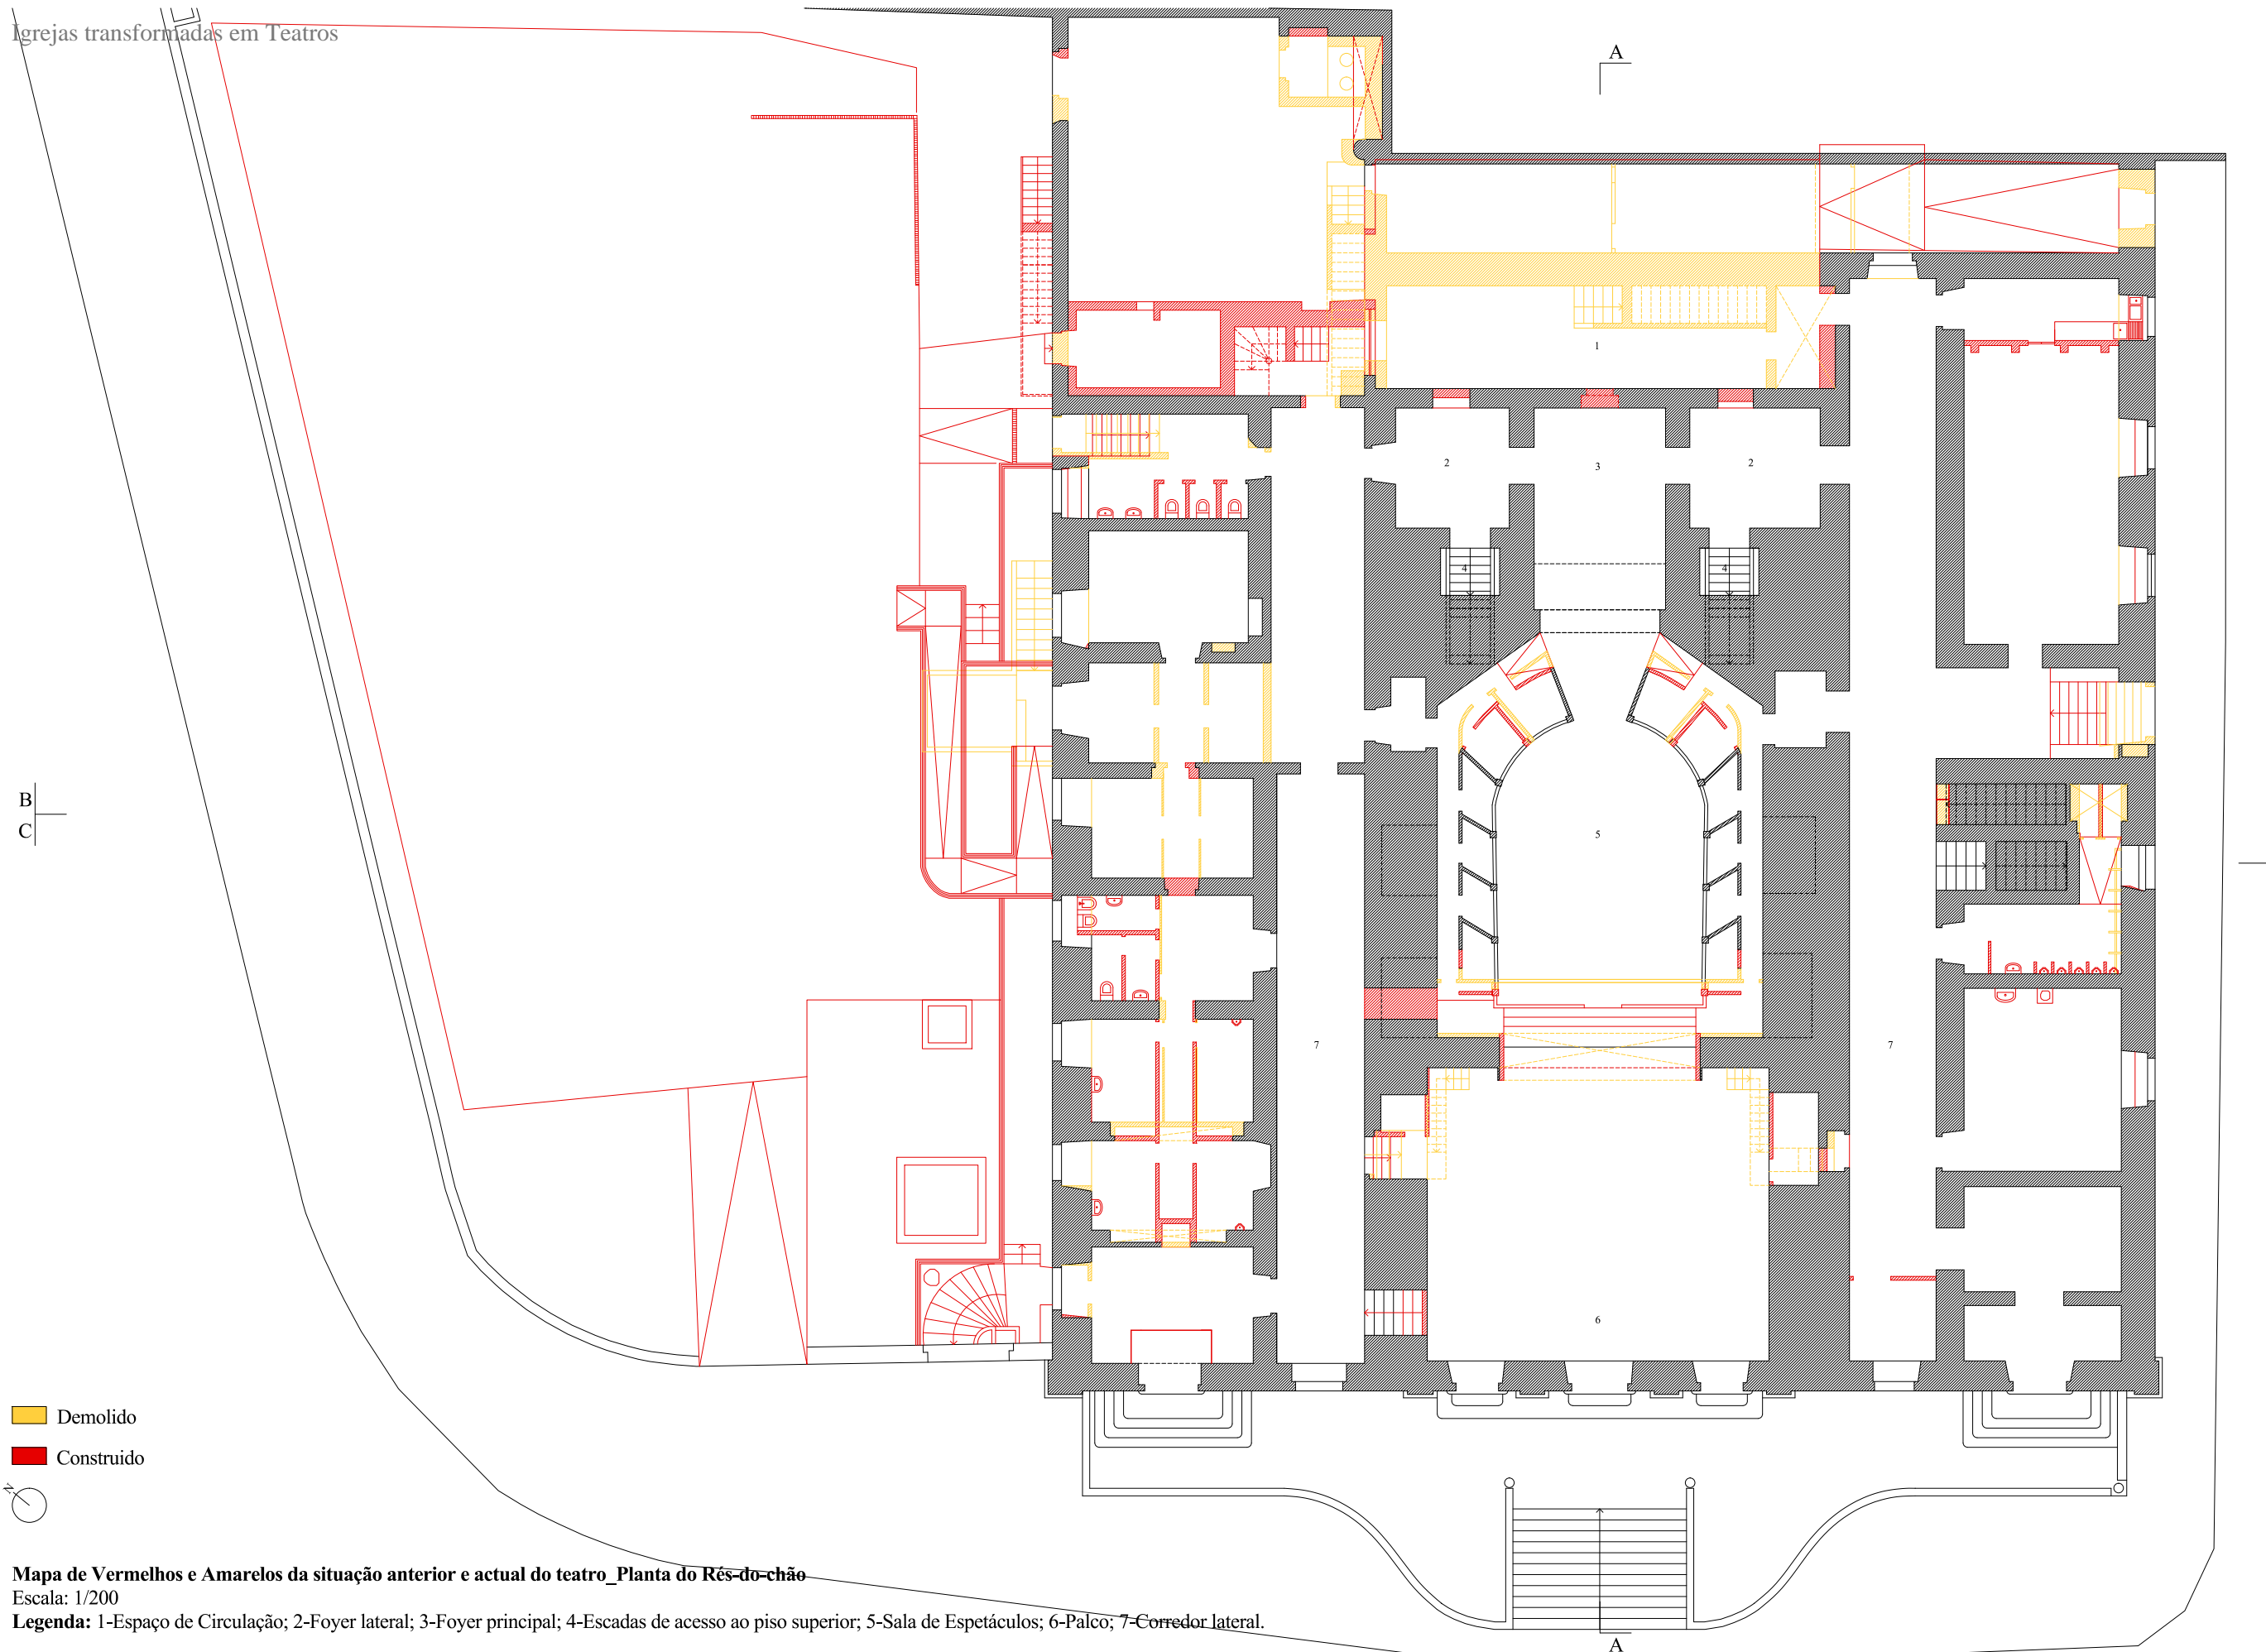 Igrejas transformadas em Teatros
A
1
2
3
2
4
4
B
C
5
7
7
6
Demolido
Construido
N
Mapa de Vermelhos e Amarelos da situação anterior e actual do teatro_Planta do Rés-do-chão
Escala: 1/200
Legenda: 1-Espaço de Circulação; 2-Foyer lateral; 3-Foyer principal; 4-Escadas de acesso ao piso superior; 5-Sala de Espetáculos; 6-Palco; 7-Corredor lateral.
A